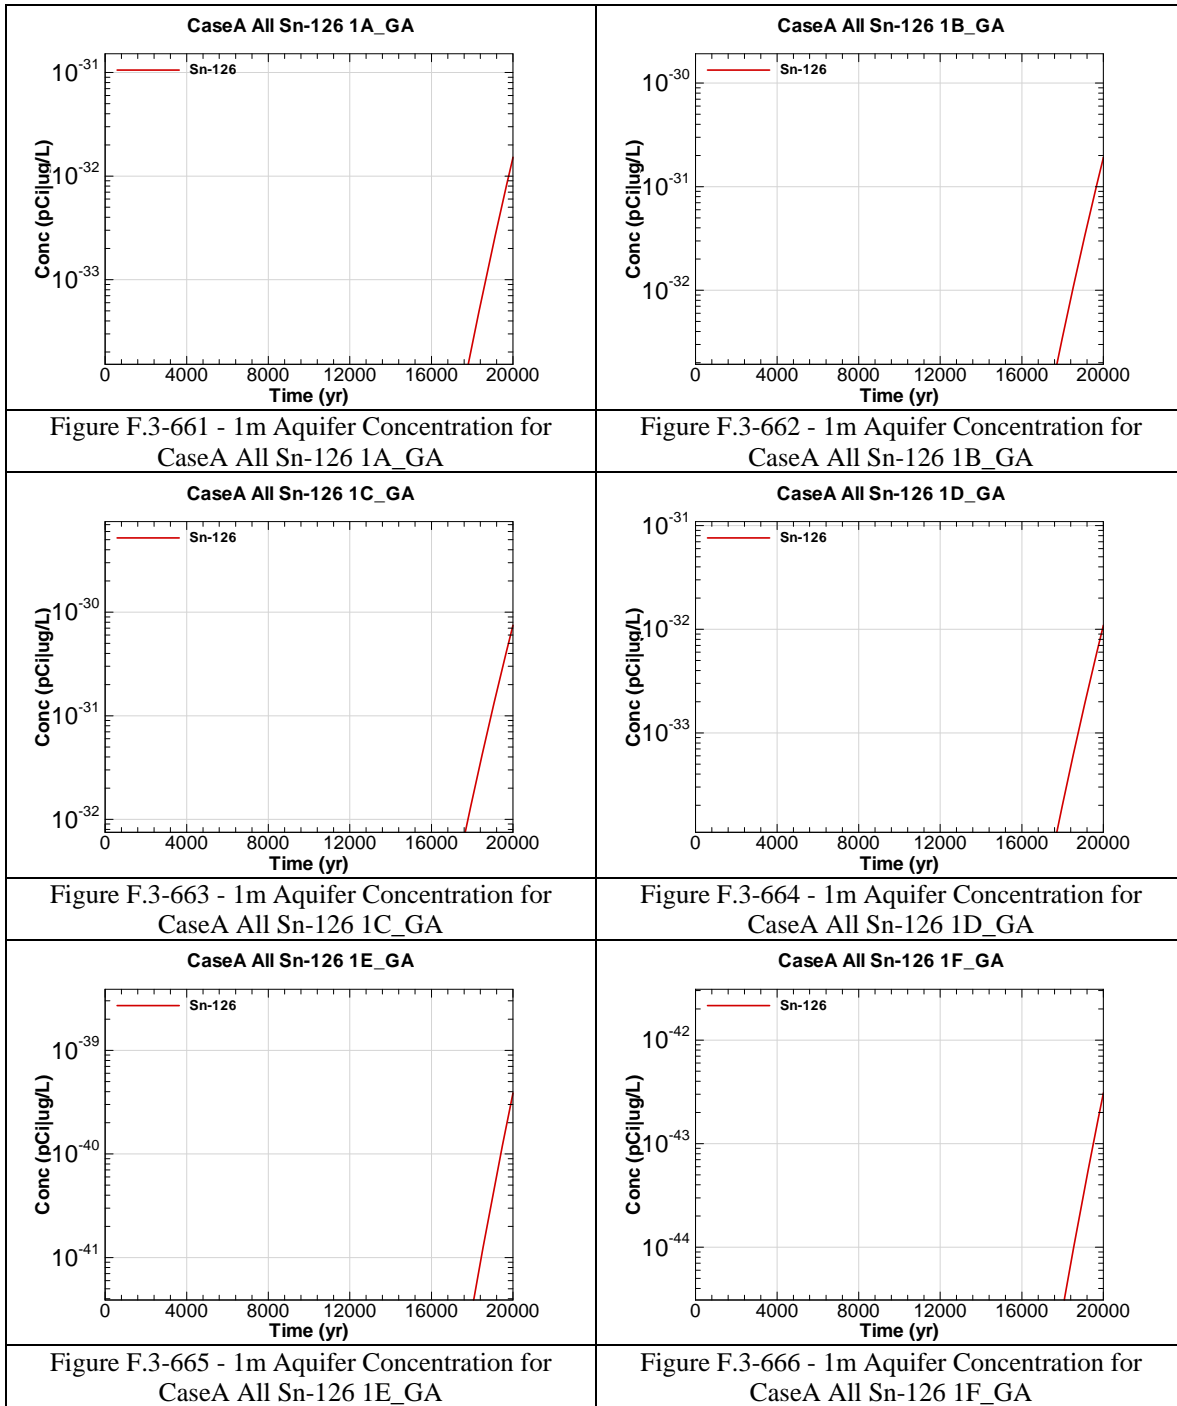 CaseA All Sn-126 1A_GA
Sn-126
Conc (pCi|ug/L)
10^-31
10^-32
10^-33
0 4000 8000 12000 16000 20000
Time (yr)
Figure F.3-661 - 1m Aquifer Concentration for
CaseA All Sn-126 1A_GA
CaseA All Sn-126 1B_GA
Sn-126
Conc (pCi|ug/L)
10^-30
10^-31
10^-32
0 4000 8000 12000 16000 20000
Time (yr)
Figure F.3-662 - 1m Aquifer Concentration for
CaseA All Sn-126 1B_GA
CaseA All Sn-126 1C_GA
Sn-126
Conc (pCi|ug/L)
10^-30
10^-31
10^-32
0 4000 8000 12000 16000 20000
Time (yr)
Figure F.3-663 - 1m Aquifer Concentration for
CaseA All Sn-126 1C_GA
CaseA All Sn-126 1D_GA
Sn-126
Conc (pCi|ug/L)
10^-31
10^-32
10^-33
0 4000 8000 12000 16000 20000
Time (yr)
Figure F.3-664 - 1m Aquifer Concentration for
CaseA All Sn-126 1D_GA
CaseA All Sn-126 1E_GA
Sn-126
Conc (pCi|ug/L)
10^-39
10^-40
10^-41
0 4000 8000 12000 16000 20000
Time (yr)
Figure F.3-665 - 1m Aquifer Concentration for
CaseA All Sn-126 1E_GA
CaseA All Sn-126 1F_GA
Sn-126
Conc (pCi|ug/L)
10^-42
10^-43
10^-44
0 4000 8000 12000 16000 20000
Time (yr)
Figure F.3-666 - 1m Aquifer Concentration for
CaseA All Sn-126 1F_GA